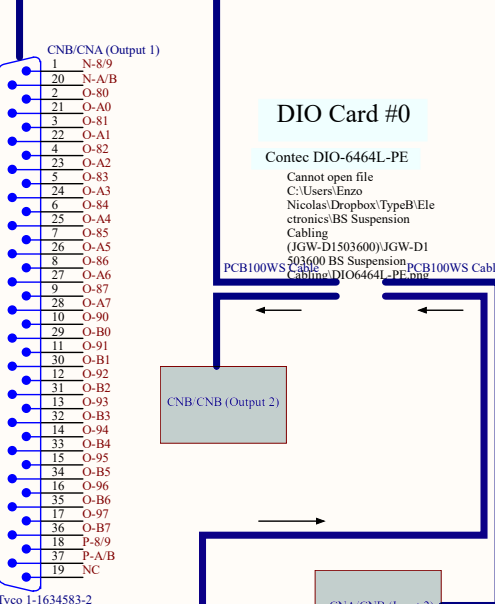 CNB/CNA (Output 1)
1 N-8/9
20 N-A/B
2 O-80
21 O-A0
3 O-81
22 O-A1
4 O-82
23 O-A2
5 O-83
24 O-A3
6 O-84
25 O-A4
7 O-85
26 O-A5
8 O-86
27 O-A6
9 O-87
28 O-A7
10 O-90
29 O-B0
11 O-91
30 O-B1
12 O-92
31 O-B2
13 O-93
32 O-B3
14 O-94
33 O-B4
15 O-95
34 O-B5
16 O-96
35 O-B6
17 O-97
36 O-B7
18 P-8/9
37 P-A/B
19 NC
Tyco 1-1634583-2
DIO Card #0
Contec DIO-6464L-PE
Cannot open file
C:\Users\Enzo
Nicolas\Dropbox\TypeB\Ele
ctronics\BS Suspension
Cabling
(JGW-D1503600)\JGW-D1
503600 BS Suspension
Cabling\DIO6464L-PE.png
PCB100WS Cable
PCB100WS Cabl
CNB/CNB (Output 2)